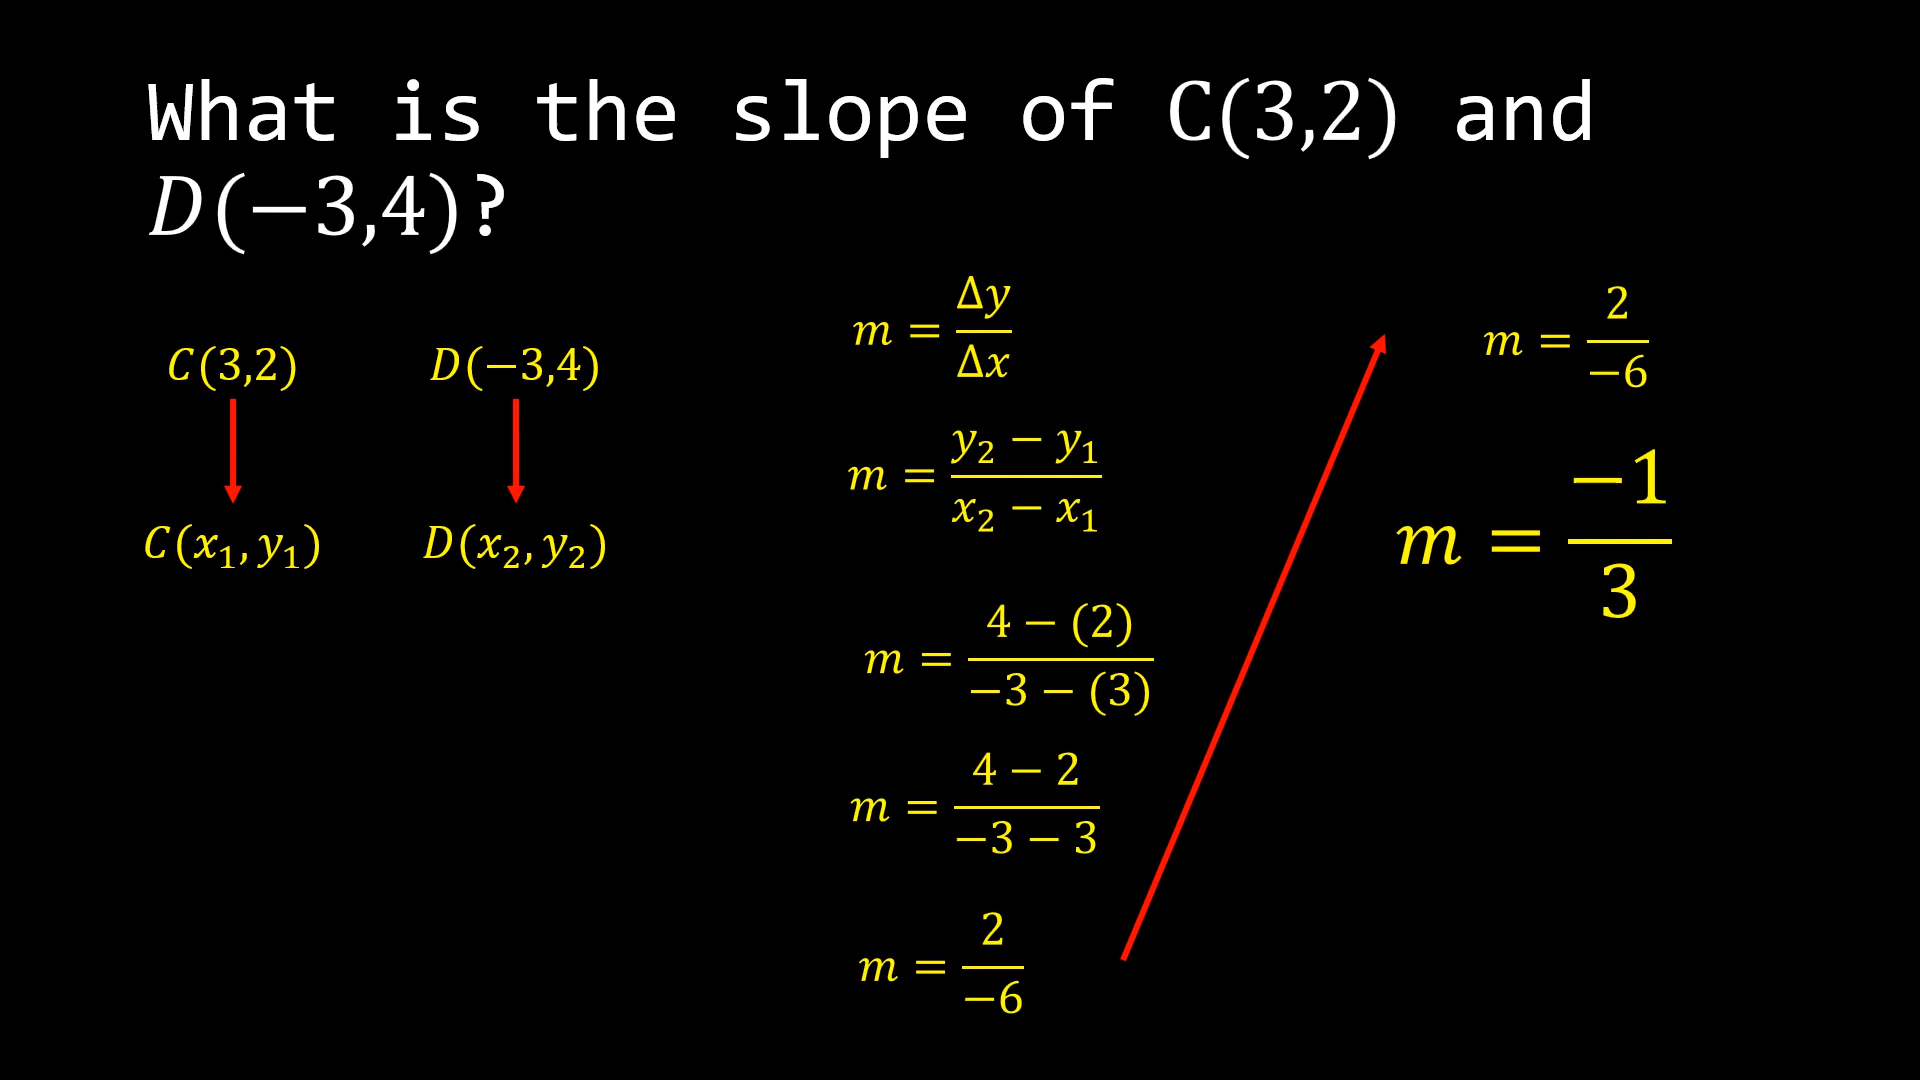 What is the slope of C(3,2) and
D(−3,4)?
C(3,2) D(−3,4)
C(x₁, y₁) D(x₂, y₂)
m = Δy/Δx
m = (y₂ − y₁)/(x₂ − x₁)
m = (4 − (2))/(−3 − (3))
m = (4 − 2)/(−3 − 3)
m = 2/−6
m = 2/−6
m = −1/3